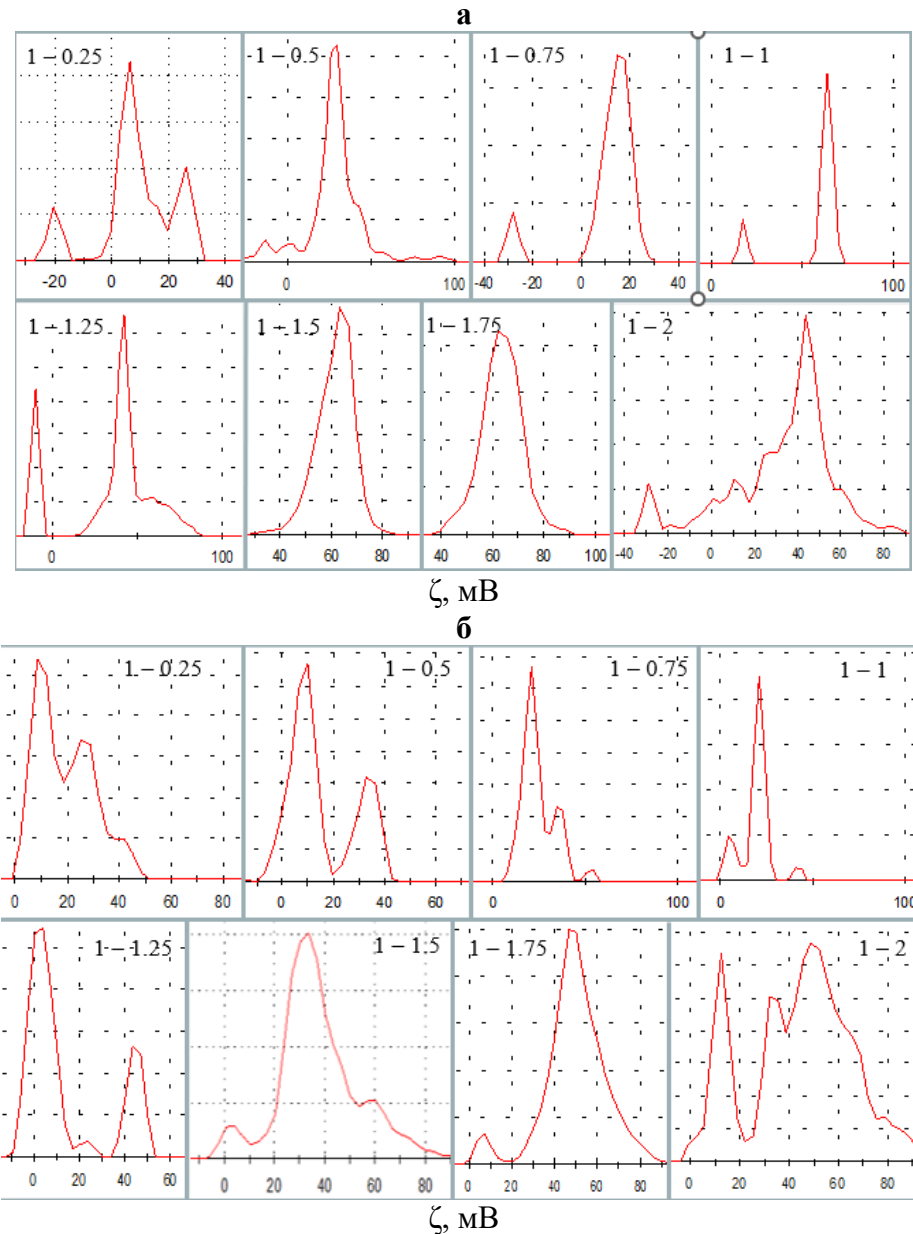 а
1 – 0.25 1 – 0.5 1 – 0.75 1 – 1
-20 0 20 40 0 100 -40 -20 0 20 40 0 100
1 – 1.25 1 – 1.5 1 – 1.75 1 – 2
0 100 40 60 80 40 60 80 100 -40 -20 0 20 40 60 80
ζ, мВ
б
1 – 0.25 1 – 0.5 1 – 0.75 1 – 1
0 20 40 60 80 0 20 40 60 0 100 0 100
1 – 1.25 1 – 1.5 1 – 1.75 1 – 2
0 20 40 60 0 20 40 60 80 0 20 40 60 80 0 20 40 60 80
ζ, мВ